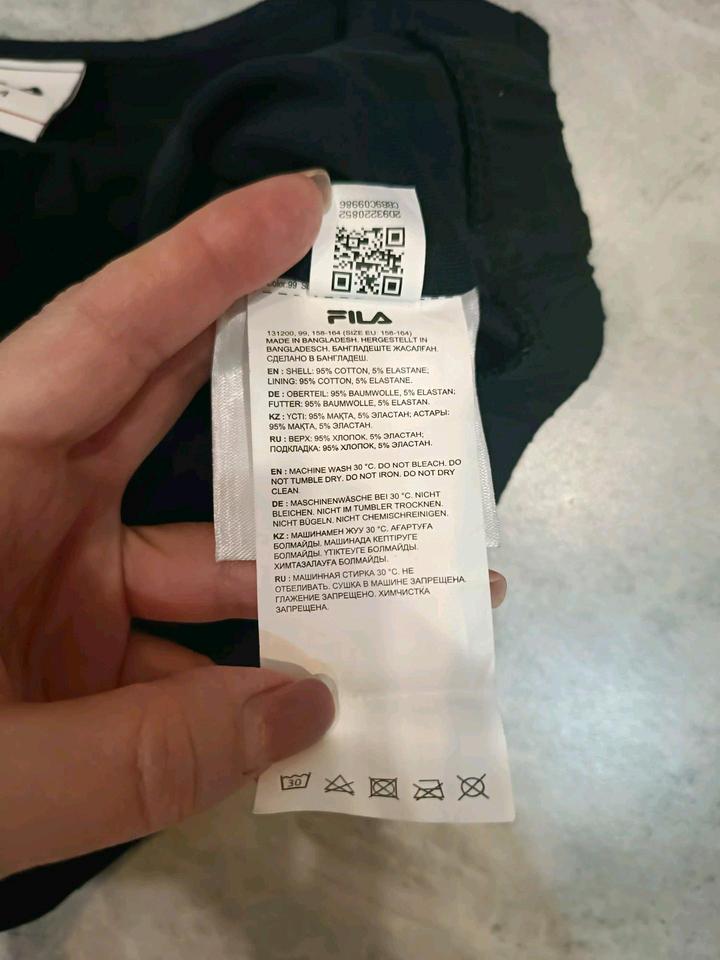 2D93220852
CB89C09986
FILA
131200, 99, 158-164 (SIZE EU: 158-164)
MADE IN BANGLADESH. HERGESTELLT IN
BANGLADESCH. БАНГЛАДЕШТЕ ЖАСАЛҒАН.
СДЕЛАНО В БАНГЛАДЕШ.
EN : SHELL: 95% COTTON, 5% ELASTANE;
LINING: 95% COTTON, 5% ELASTANE.
DE : OBERTEIL: 95% BAUMWOLLE, 5% ELASTAN;
FUTTER: 95% BAUMWOLLE, 5% ELASTAN.
KZ : ҮСТІ: 95% МАҚТА, 5% ЭЛАСТАН; АСТАРЫ:
95% МАҚТА, 5% ЭЛАСТАН.
RU : ВЕРХ: 95% ХЛОПОК, 5% ЭЛАСТАН;
ПОДКЛАДКА: 95% ХЛОПОК, 5% ЭЛАСТАН.
EN : MACHINE WASH 30 °C. DO NOT BLEACH. DO
NOT TUMBLE DRY. DO NOT IRON. DO NOT DRY
CLEAN.
DE : MASCHINENWÄSCHE BEI 30 °C. NICHT
BLEICHEN. NICHT IM TUMBLER TROCKNEN.
NICHT BÜGELN. NICHT CHEMISCHREINIGEN.
KZ : МАШИНАМЕН ЖУУ 30 °C. АҒАРТУҒА
БОЛМАЙДЫ. МАШИНАДА КЕПТІРУГЕ
БОЛМАЙДЫ. ҮТІКТЕУГЕ БОЛМАЙДЫ.
ХИМТАЗАЛАУҒА БОЛМАЙДЫ.
RU : МАШИННАЯ СТИРКА 30 °C. НЕ
ОТБЕЛИВАТЬ. СУШКА В МАШИНЕ ЗАПРЕЩЕНА.
ГЛАЖЕНИЕ ЗАПРЕЩЕНО. ХИМЧИСТКА
ЗАПРЕЩЕНА.
30